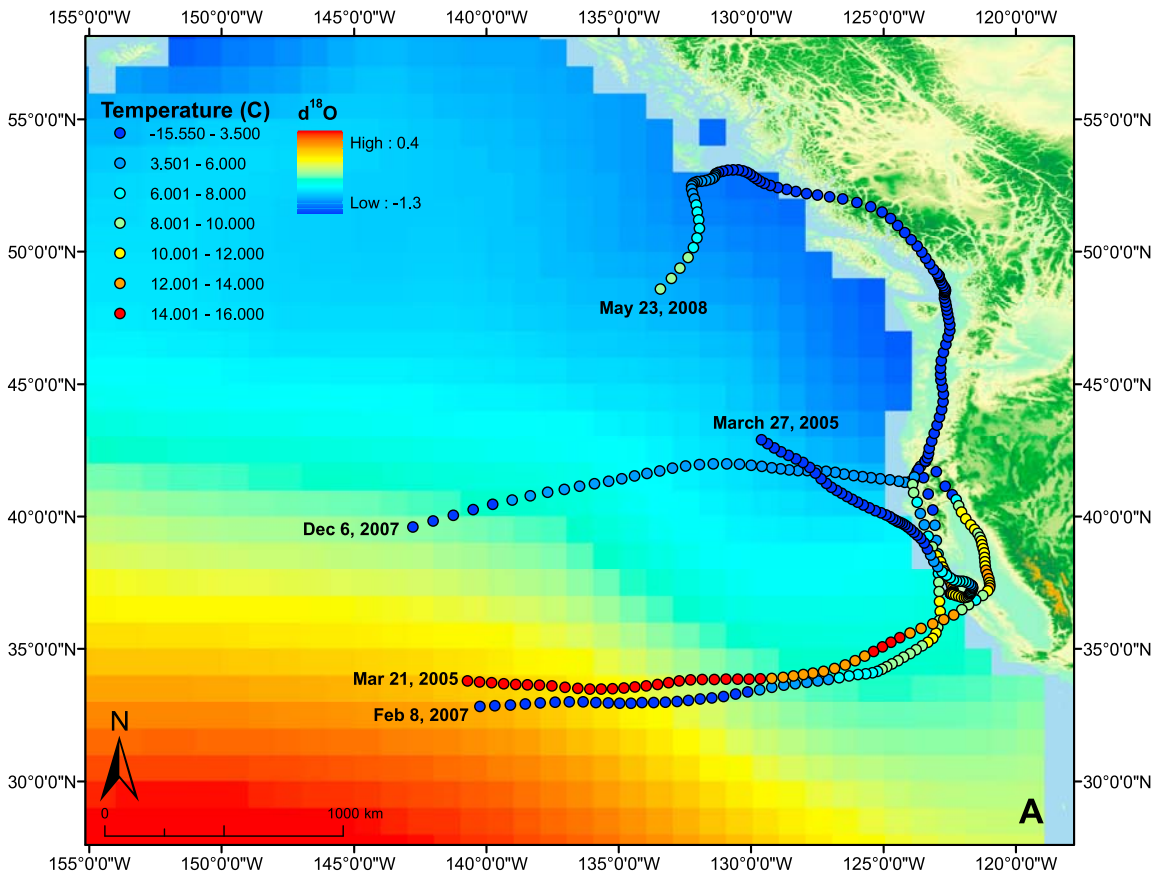 155°0'0"W 150°0'0"W 145°0'0"W 140°0'0"W 135°0'0"W 130°0'0"W 125°0'0"W 120°0'0"W
Temperature (C)
-15.550 - 3.500
3.501 - 6.000
6.001 - 8.000
8.001 - 10.000
10.001 - 12.000
12.001 - 14.000
14.001 - 16.000
d18O
High : 0.4
Low : -1.3
55°0'0"N 55°0'0"N
50°0'0"N 50°0'0"N
May 23, 2008
45°0'0"N 45°0'0"N
March 27, 2005
40°0'0"N 40°0'0"N
Dec 6, 2007
35°0'0"N 35°0'0"N
Mar 21, 2005
Feb 8, 2007
N
30°0'0"N 30°0'0"N
0 1000 km
A
155°0'0"W 150°0'0"W 145°0'0"W 140°0'0"W 135°0'0"W 130°0'0"W 125°0'0"W 120°0'0"W